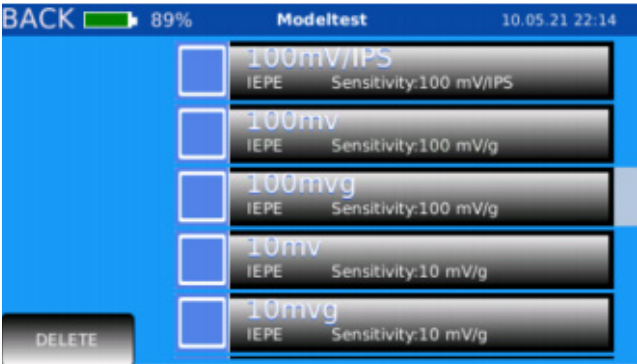 BACK 89% Modeltest 10.05.21 22:14
100mV/IPS
IEPE Sensitivity:100 mV/IPS
100mv
IEPE Sensitivity:100 mV/g
100mvg
IEPE Sensitivity:100 mV/g
10mv
IEPE Sensitivity:10 mV/g
10mvg
IEPE Sensitivity:10 mV/g
DELETE